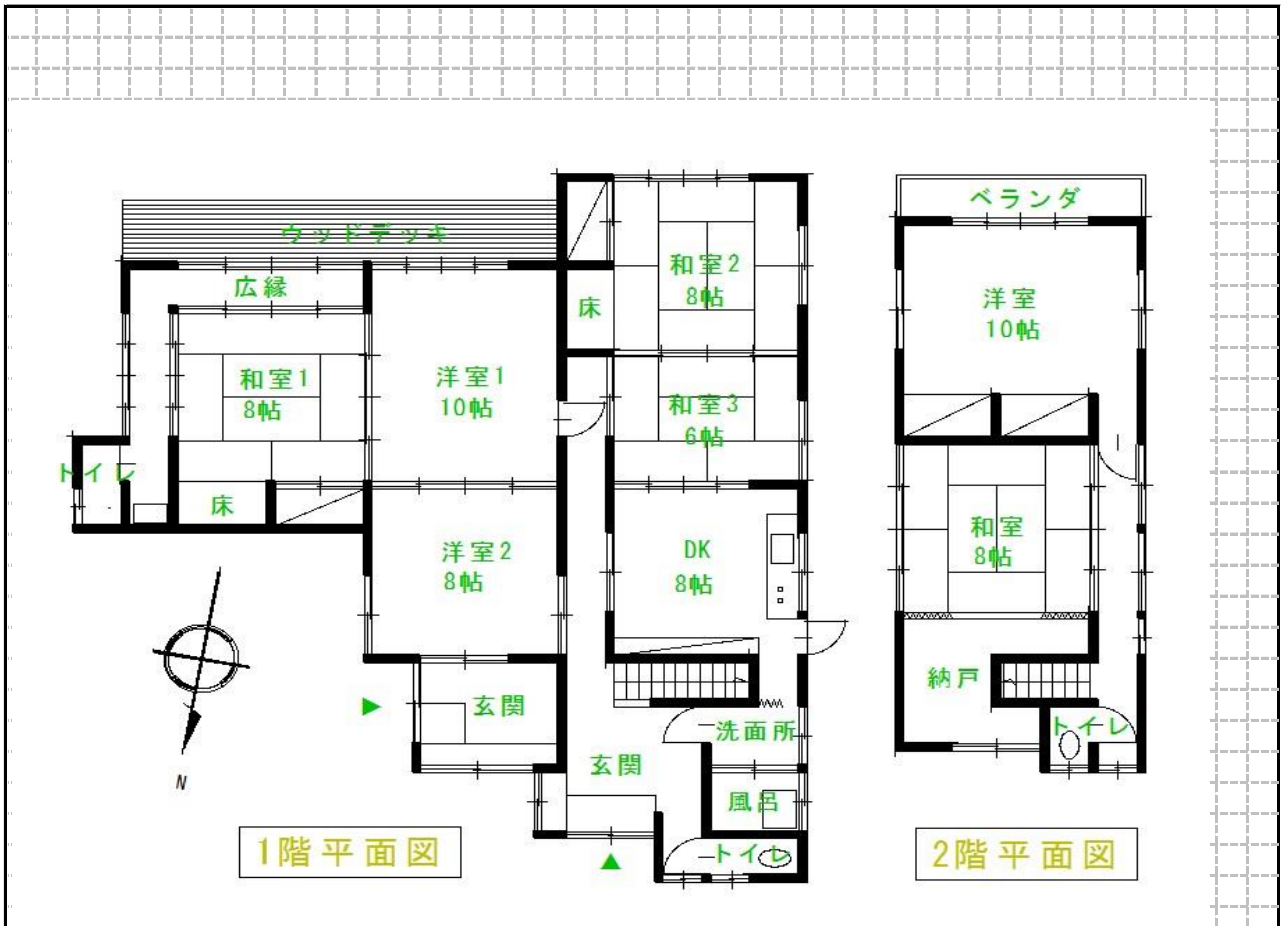 ウッドデッキ
広縁
和室1
8帖
洋室1
10帖
トイレ
床
洋室2
8帖
玄関
床
和室2
8帖
和室3
6帖
DK
8帖
洗面所
玄関
風呂
トイレ
N
1階平面図
ベランダ
洋室
10帖
和室
8帖
納戸
トイレ
2階平面図